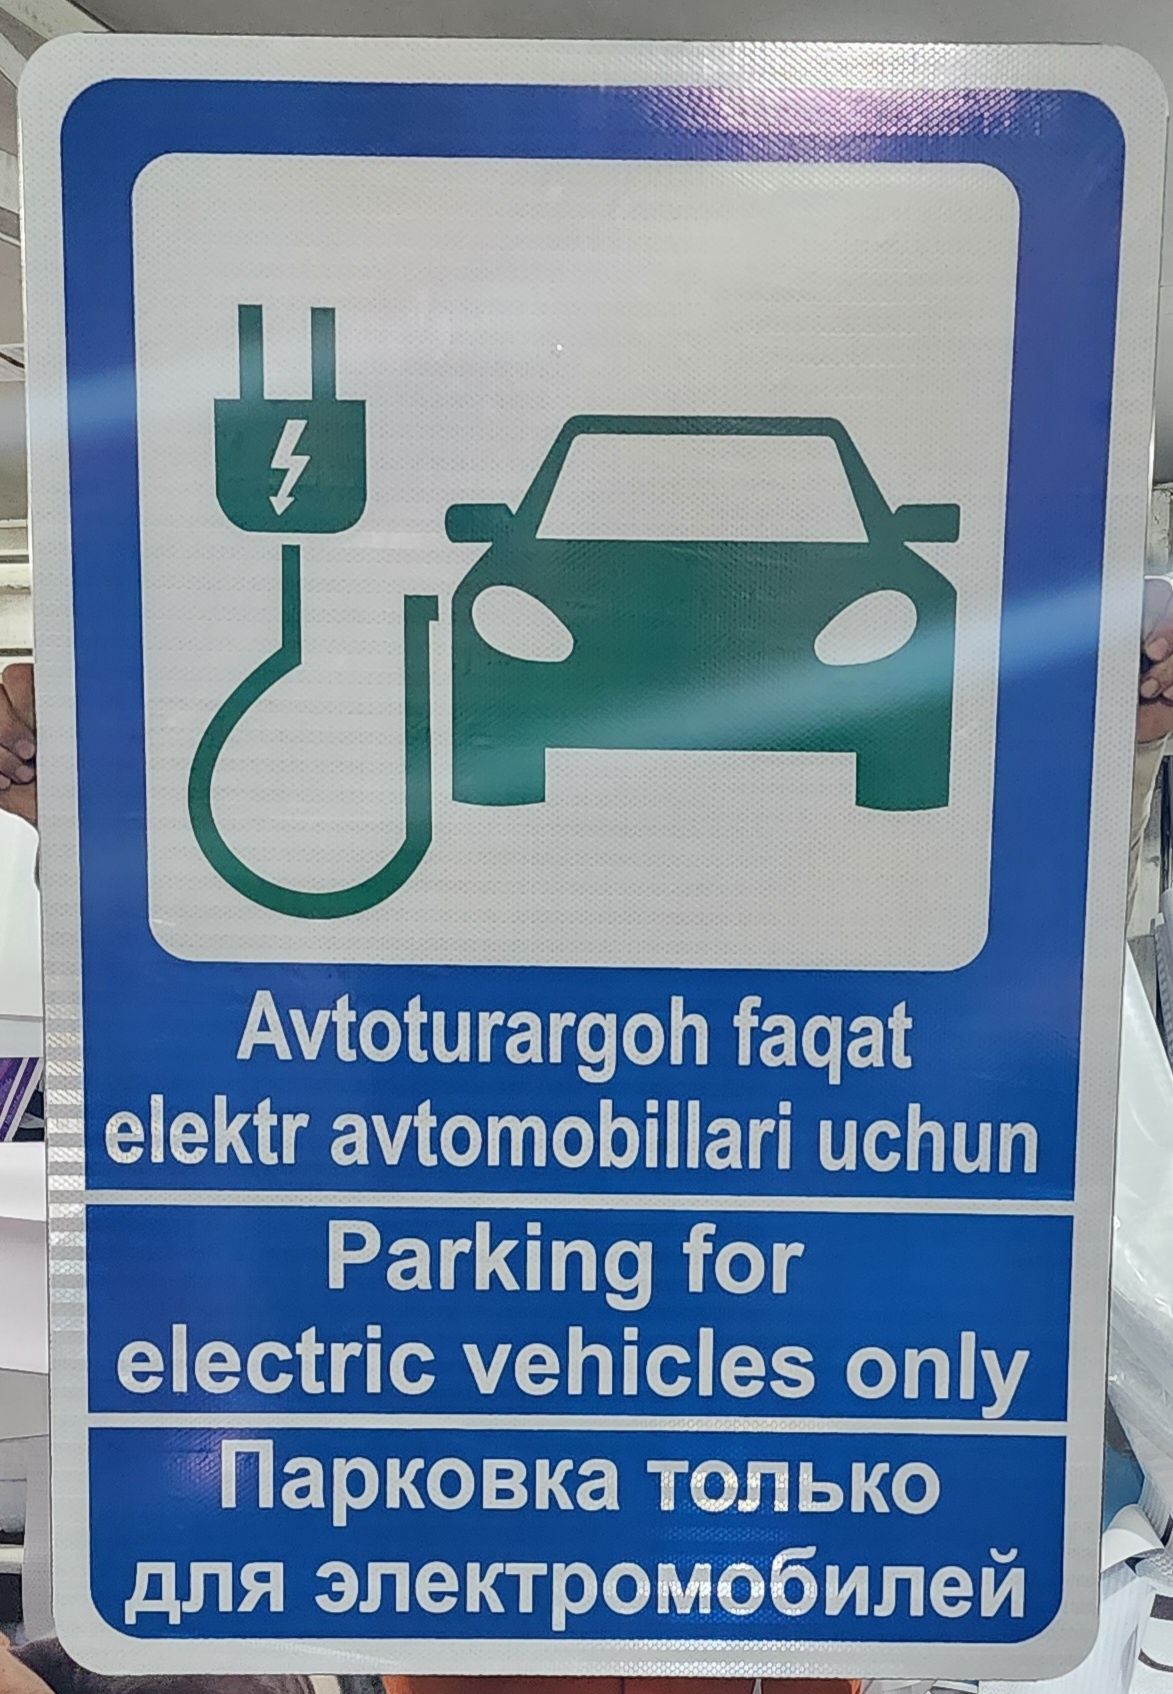 Avtoturargoh faqat
elektr avtomobillari uchun
Parking for
electric vehicles only
Парковка только
для электромобилей